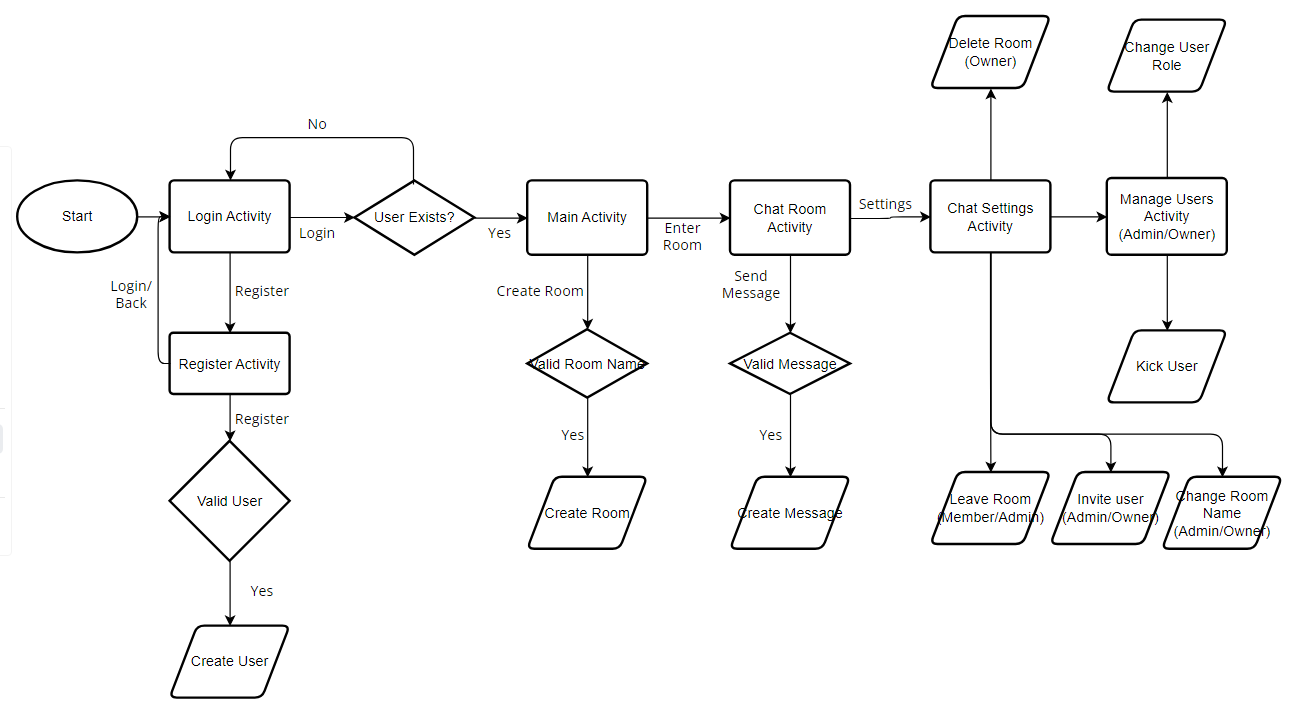 Delete Room
(Owner)
Change User
Role
No
Start
Login Activity
User Exists?
Main Activity
Chat Room
Activity
Settings
Chat Settings
Activity
Manage Users
Activity
(Admin/Owner)
Login
Yes
Enter
Room
Login/
Back
Register
Create Room
Send
Message
Register Activity
Valid Room Name
Valid Message
Kick User
Register
Yes
Yes
Valid User
Create Room
Create Message
Leave Room
(Member/Admin)
Invite user
(Admin/Owner)
Change Room
Name
(Admin/Owner)
Yes
Create User